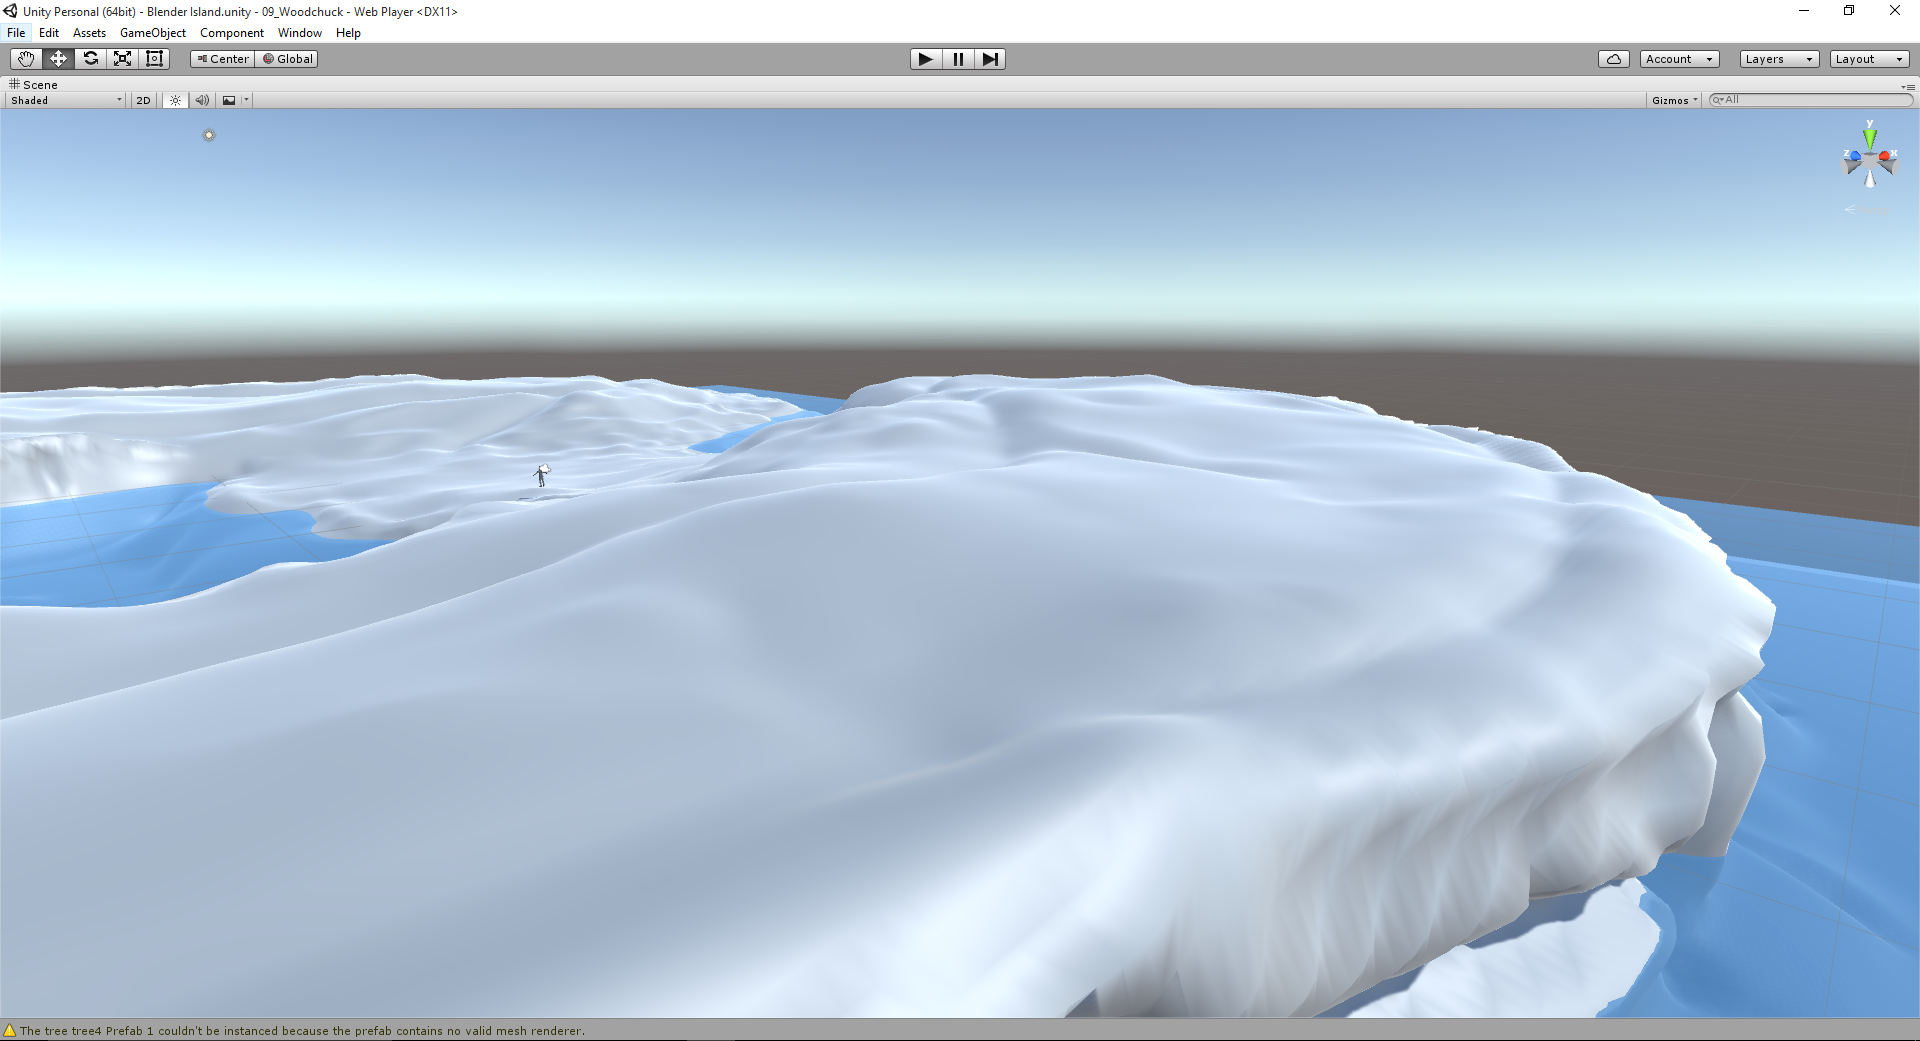 Unity Personal (64bit) - Blender Island.unity - 09_Woodchuck - Web Player <DX11>
File Edit Assets GameObject Component Window Help
Center Global Account Layers Layout
Scene
Shaded 2D Gizmos All
y
z x
The tree tree4 Prefab 1 couldn't be instanced because the prefab contains no valid mesh renderer.